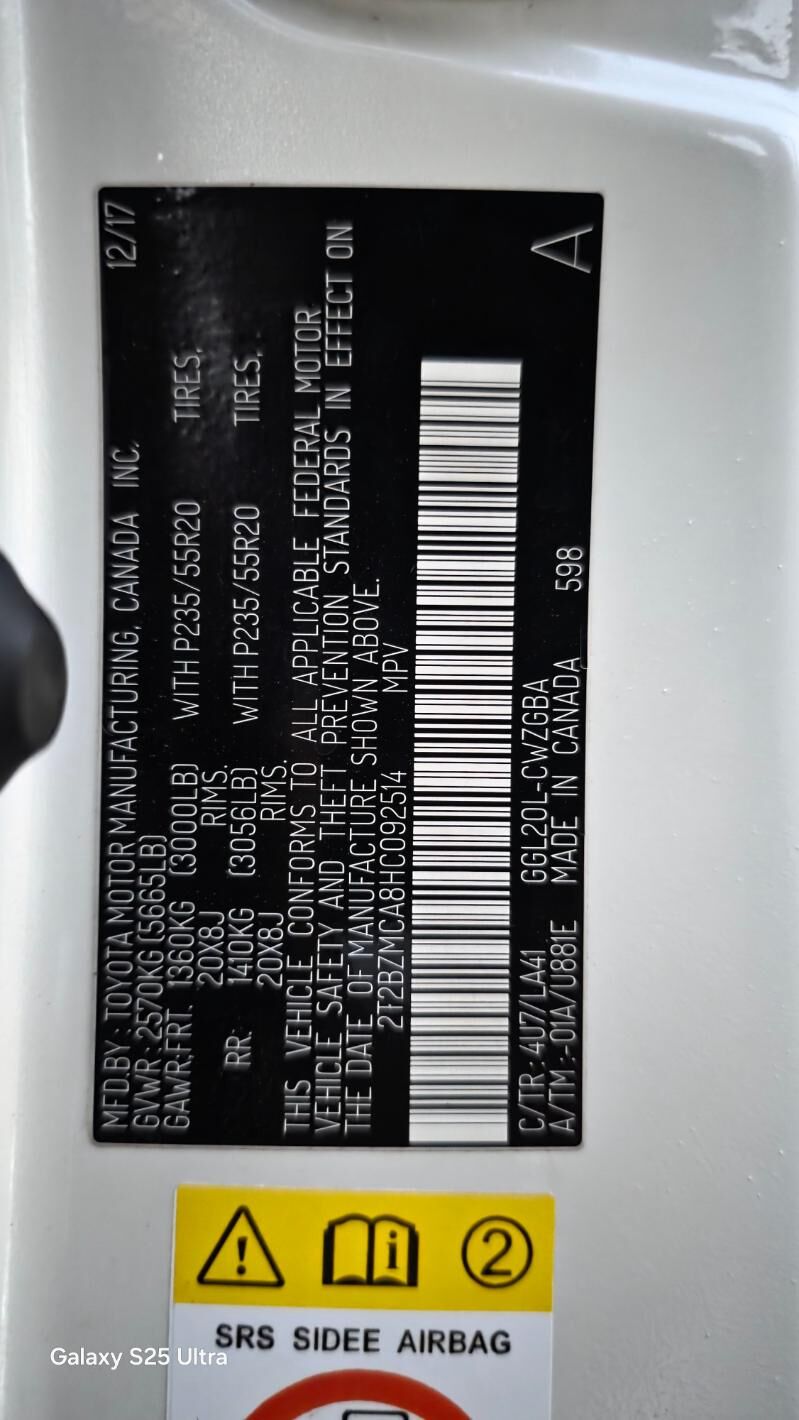 MFD.BY : TOYOTA MOTOR MANUFACTURING, CANADA INC. 12/17
GVWR : 2570KG (5665LB)
GAWR:FRT. 1360KG (3000LB) WITH P235/55R20 TIRES,
20X8J RIMS.
RR: 1410KG (3056LB) WITH P235/55R20 TIRES,
20X8J RIMS.
THIS VEHICLE CONFORMS TO ALL APPLICABLE FEDERAL MOTOR
VEHICLE SAFETY AND THEFT PREVENTION STANDARDS IN EFFECT ON
THE DATE OF MANUFACTURE SHOWN ABOVE.
2T2BZMCA8HC092514 MPV
C/TR : 4U7/LA41 GGL20L-CWZGBA A
A/TM :-01A/U881E MADE IN CANADA 598
2
SRS SIDEE AIRBAG
Galaxy S25 Ultra